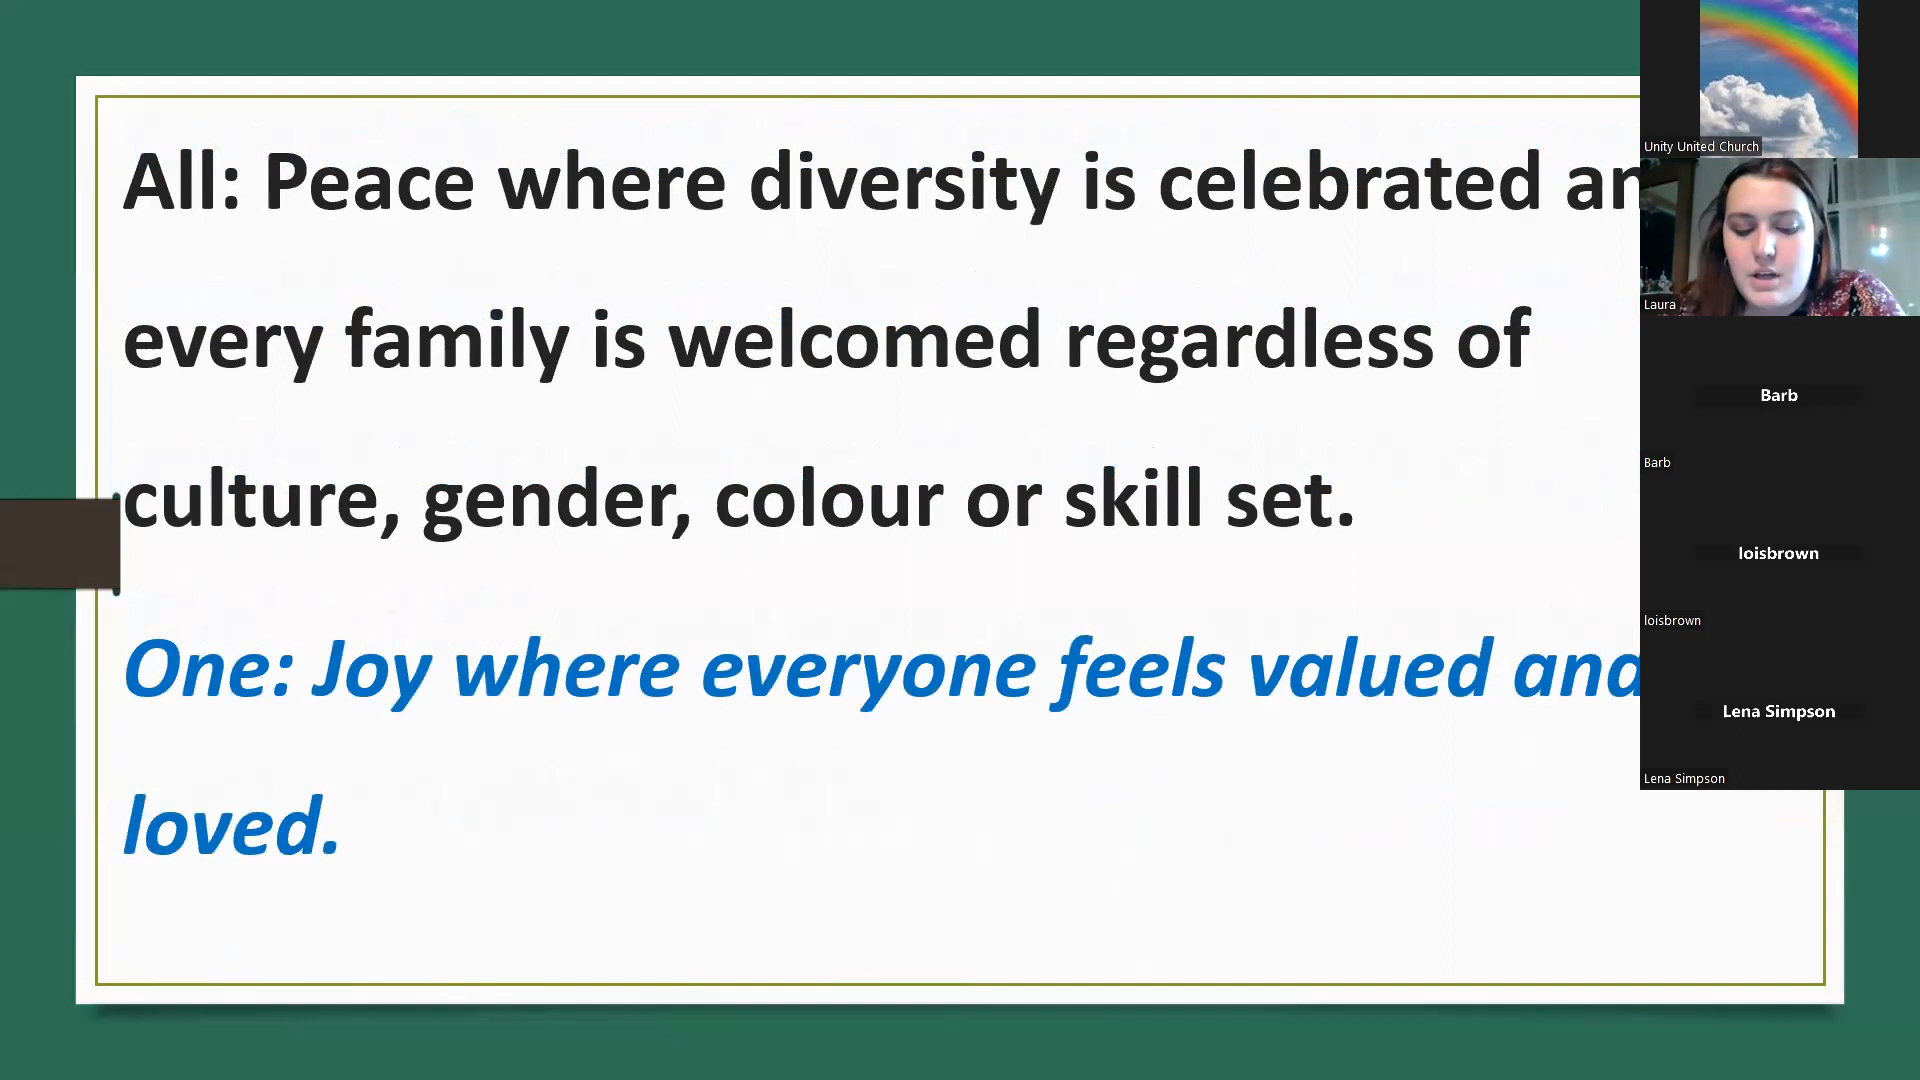 All: Peace where diversity is celebrated an
every family is welcomed regardless of
culture, gender, colour or skill set.
One: Joy where everyone feels valued and
loved.
Unity United Church
Laura
Barb
Barb
loisbrown
loisbrown
Lena Simpson
Lena Simpson